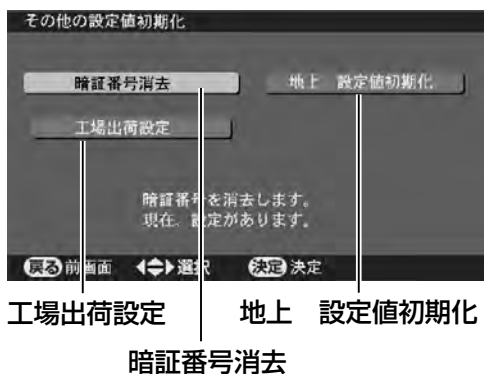 その他の設定値初期化
暗証番号消去　地上　設定値初期化
工場出荷設定
暗証番号を消去します。
現在、設定があります。
戻る 前画面　選択　決定 決定
工場出荷設定　地上　設定値初期化
暗証番号消去